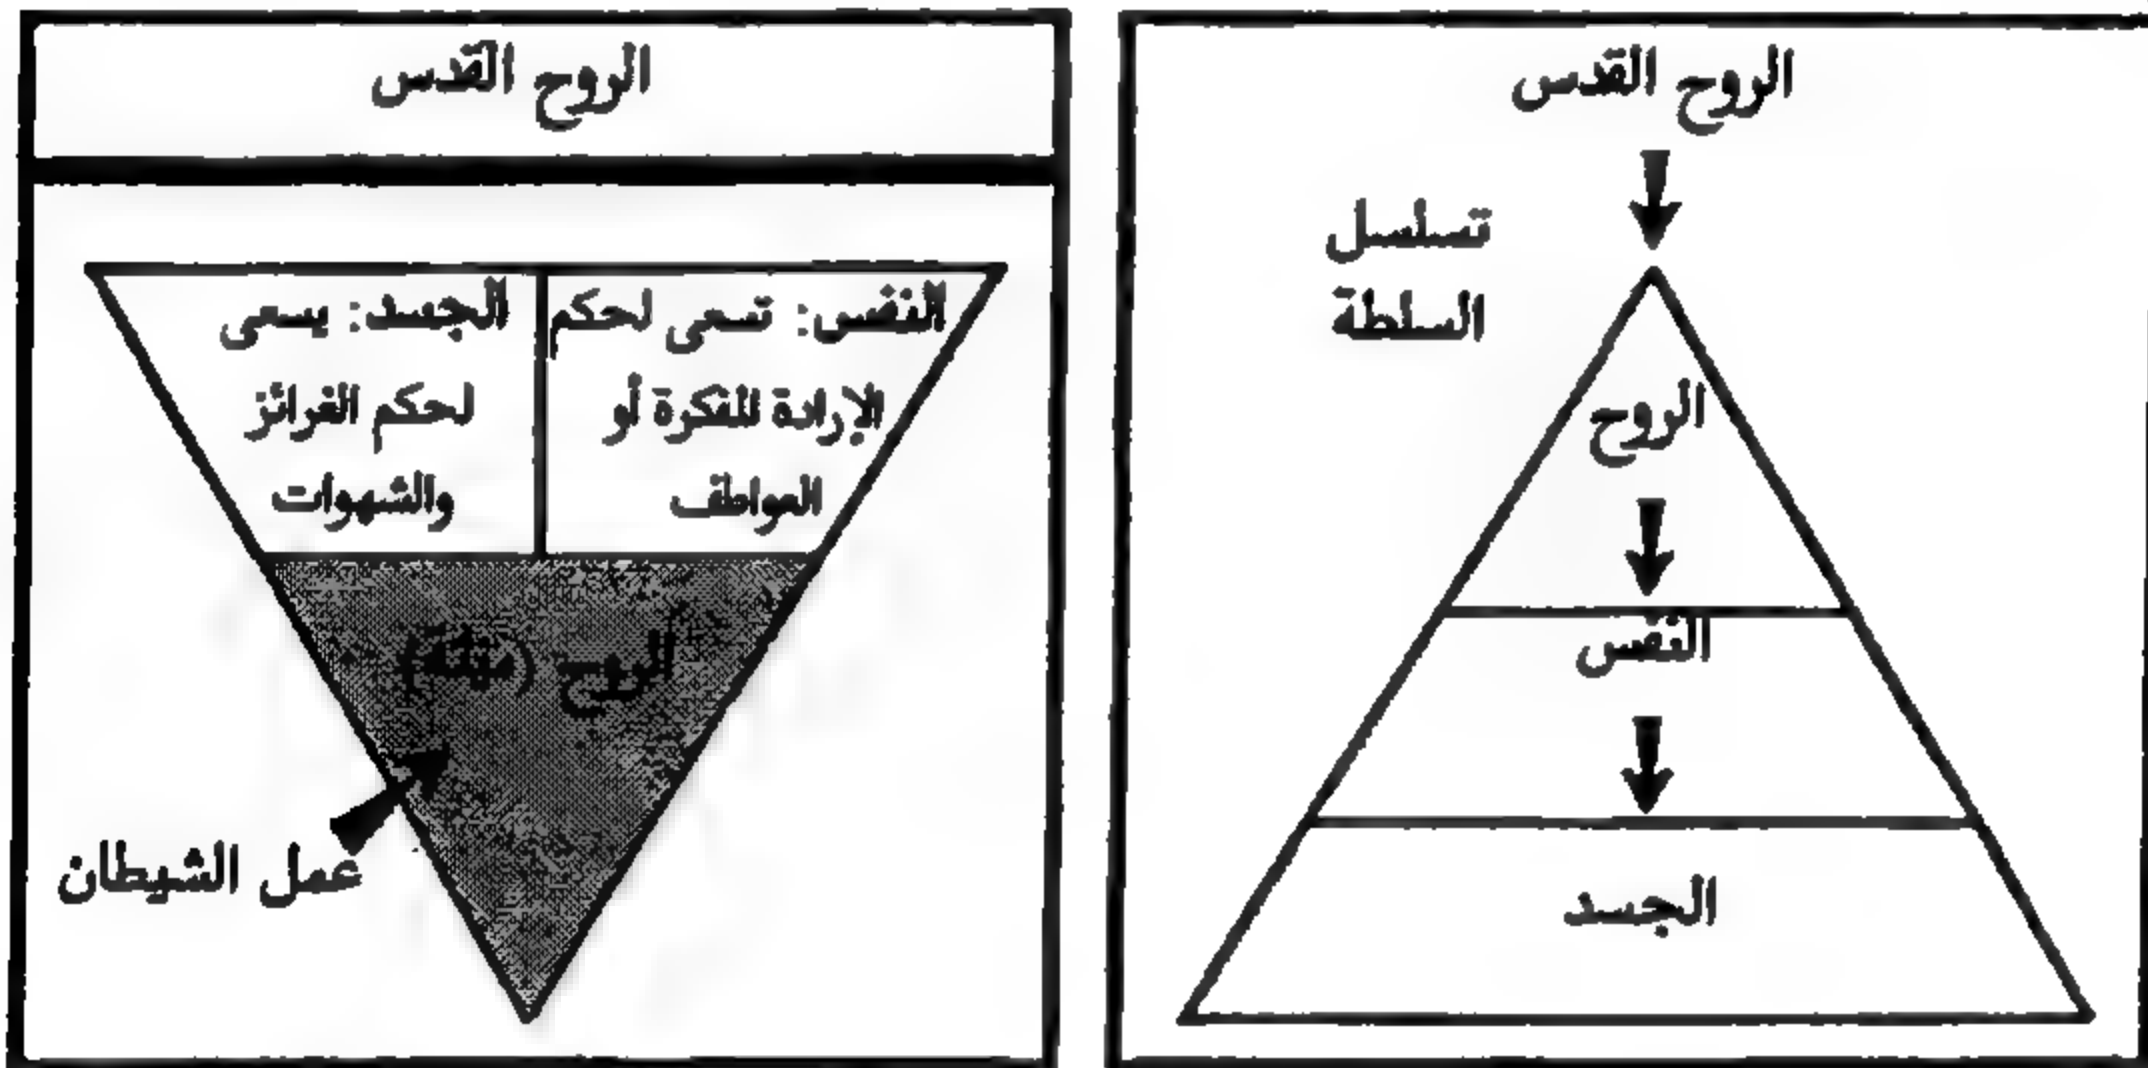 الروح القدس
تسلسل
السلطة
الروح
النفس
الجسد
الروح القدس
النفس: تسعى لحكم
الإرادة للفكرة أو
العواطف
الجسد: يسعى
لحكم الغرائز
والشهوات
الروح (ميتة)
عمل الشيطان